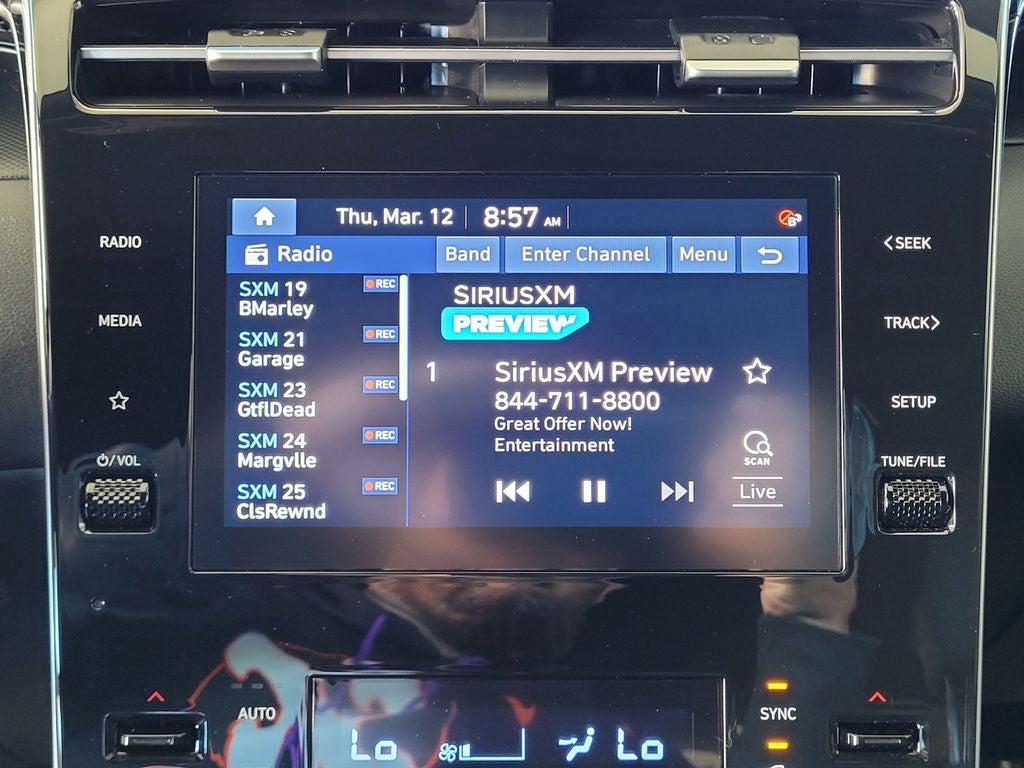 Thu, Mar. 12 8:57 AM
RADIO
MEDIA
VOL
<SEEK
TRACK>
SETUP
TUNE/FILE
Radio
Band
Enter Channel
Menu
SXM 19 REC
BMarley
SXM 21 REC
Garage
SXM 23 REC
GtflDead
SXM 24 REC
Margvlle
SXM 25 REC
ClsRewnd
SIRIUSXM
PREVIEW
1 SiriusXM Preview
844-711-8800
Great Offer Now!
Entertainment
SCAN
Live
AUTO
SYNC
Lo
Lo